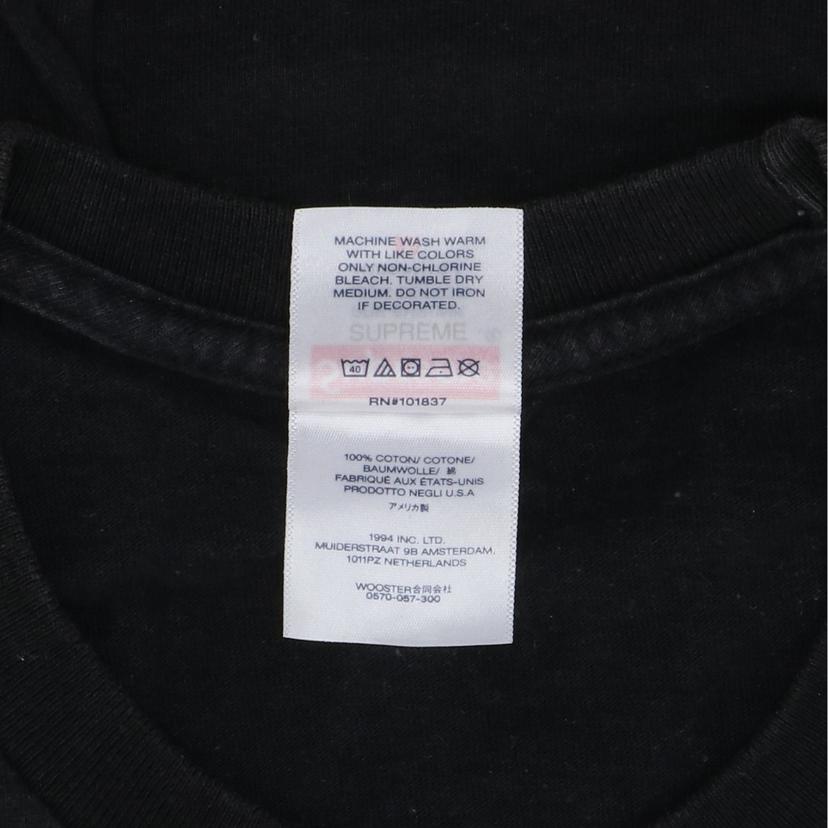 MACHINE WASH WARM
WITH LIKE COLORS
ONLY NON-CHLORINE
BLEACH. TUMBLE DRY
MEDIUM. DO NOT IRON
IF DECORATED.
SUPREME
40
RN#101837
100% COTON/ COTONE/
BAUMWOLLE/ 綿
FABRIQUÉ AUX ÉTATS-UNIS
PRODOTTO NEGLI U.S.A
アメリカ製
1994 INC. LTD.
MUIDERSTRAAT 9B AMSTERDAM.
1011PZ NETHERLANDS
WOOSTER合同会社
0570-057-300